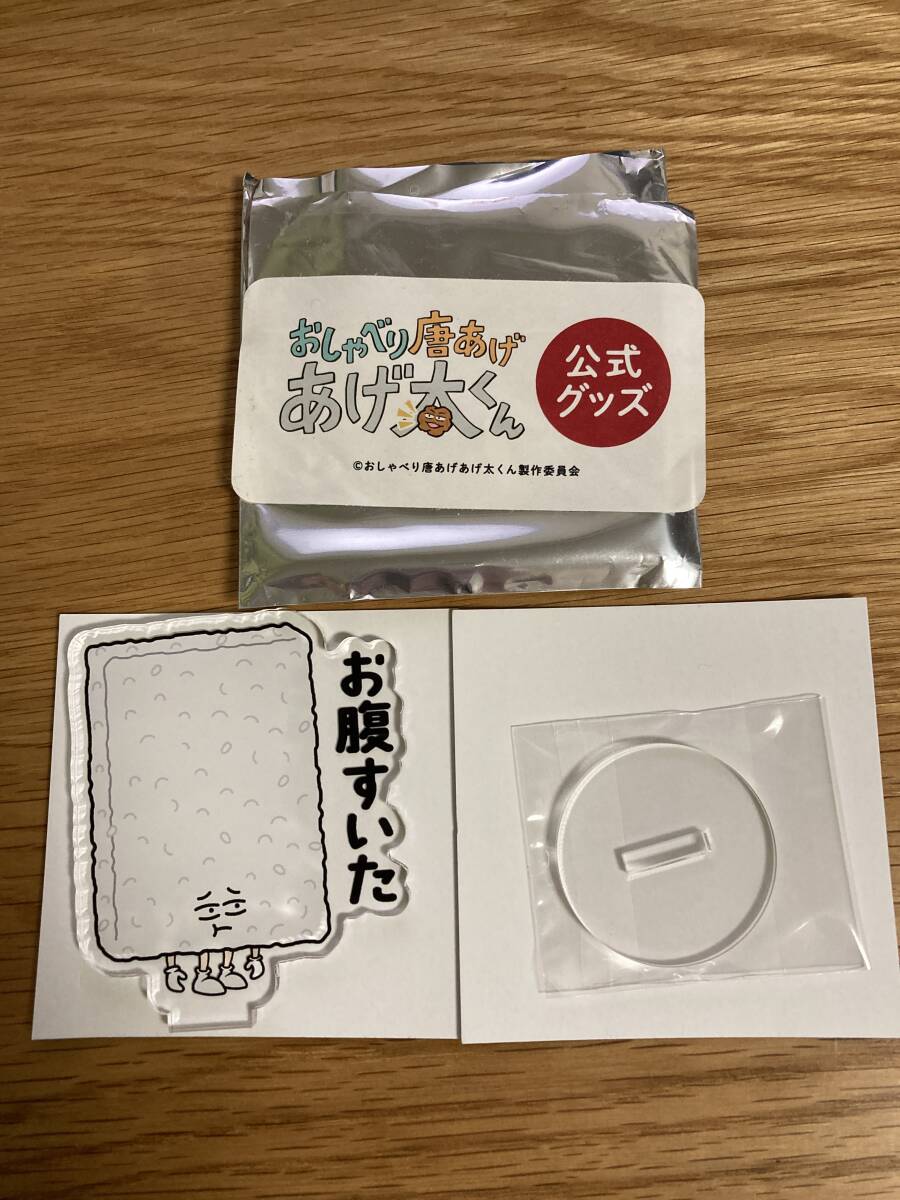 おしゃべり唐あげ
あげ太くん
公式
グッズ
©おしゃべり唐あげあげ太くん製作委員会
お腹すいた